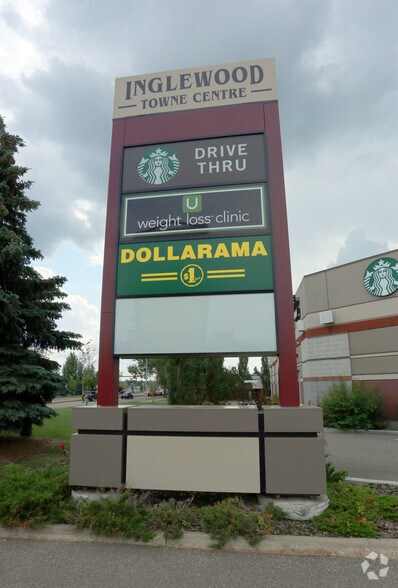 INGLEWOOD
TOWNE CENTRE
DRIVE
THRU
U
weight loss clinic
DOLLARAMA
$1